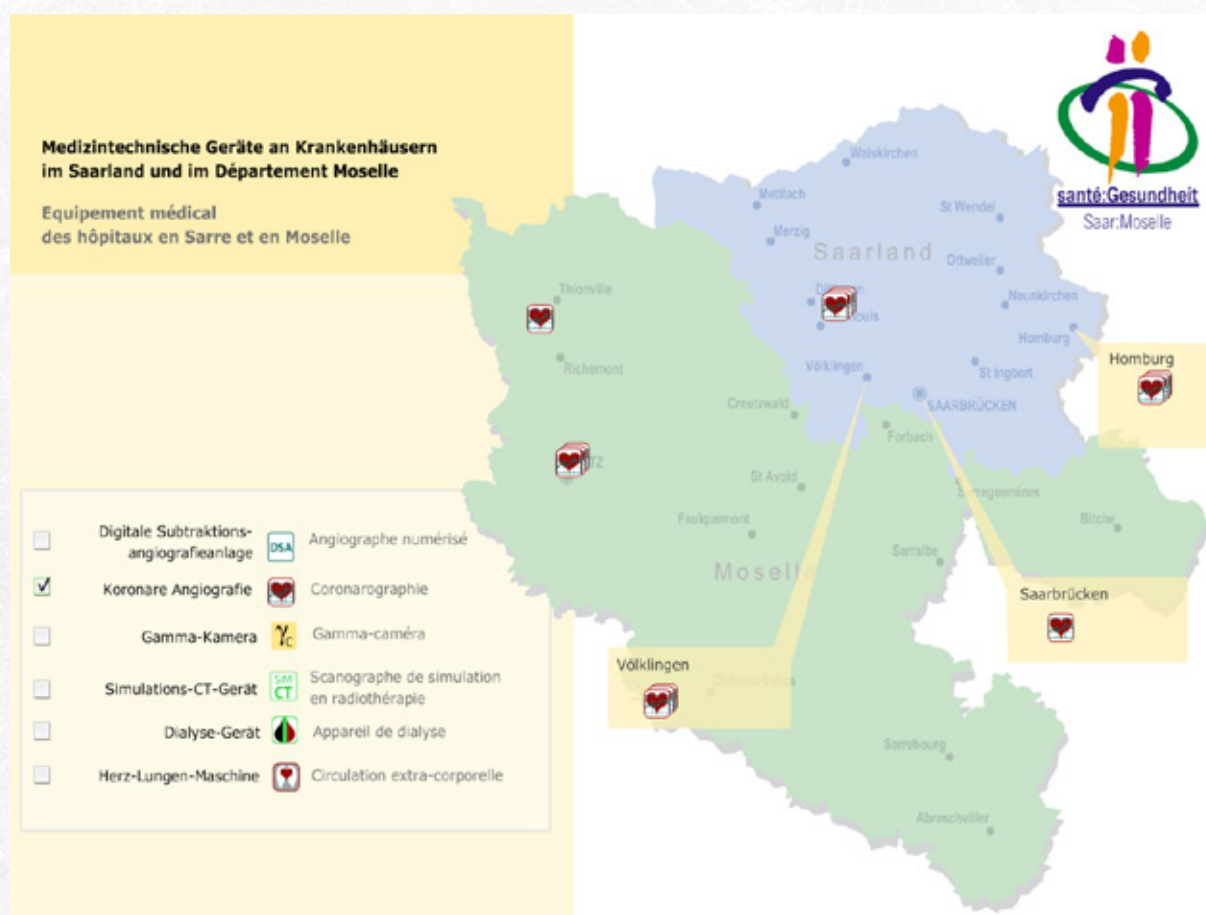 Medizintechnische Geräte an Krankenhäusern
im Saarland und im Département Moselle
Equipement médical
des hôpitaux en Sarre et en Moselle
santé:Gesundheit
Saar:Moselle
Weiskirchen
Mettlach
St Wendel
Merzig
Saarland
Ottweiler
Thionville
Neunkirchen
Homburg
Homburg
Richemont
Völklingen
St Ingbert
SAARBRÜCKEN
Creutzwald
Forbach
St Avold
Sarreguemines
Faulquemont
Bitche
Sarralbe
Moselle
Saarbrücken
Völklingen
Château-Salins
Sarrebourg
Abreschviller
Digitale Subtraktions-
angiografieanlage
DSA
Angiographe numérisé
Koronare Angiografie
Coronarographie
Gamma-Kamera
γc
Gamma-caméra
Simulations-CT-Gerät
SIM
CT
Scanographe de simulation
en radiothérapie
Dialyse-Gerät
Appareil de dialyse
Herz-Lungen-Maschine
Circulation extra-corporelle